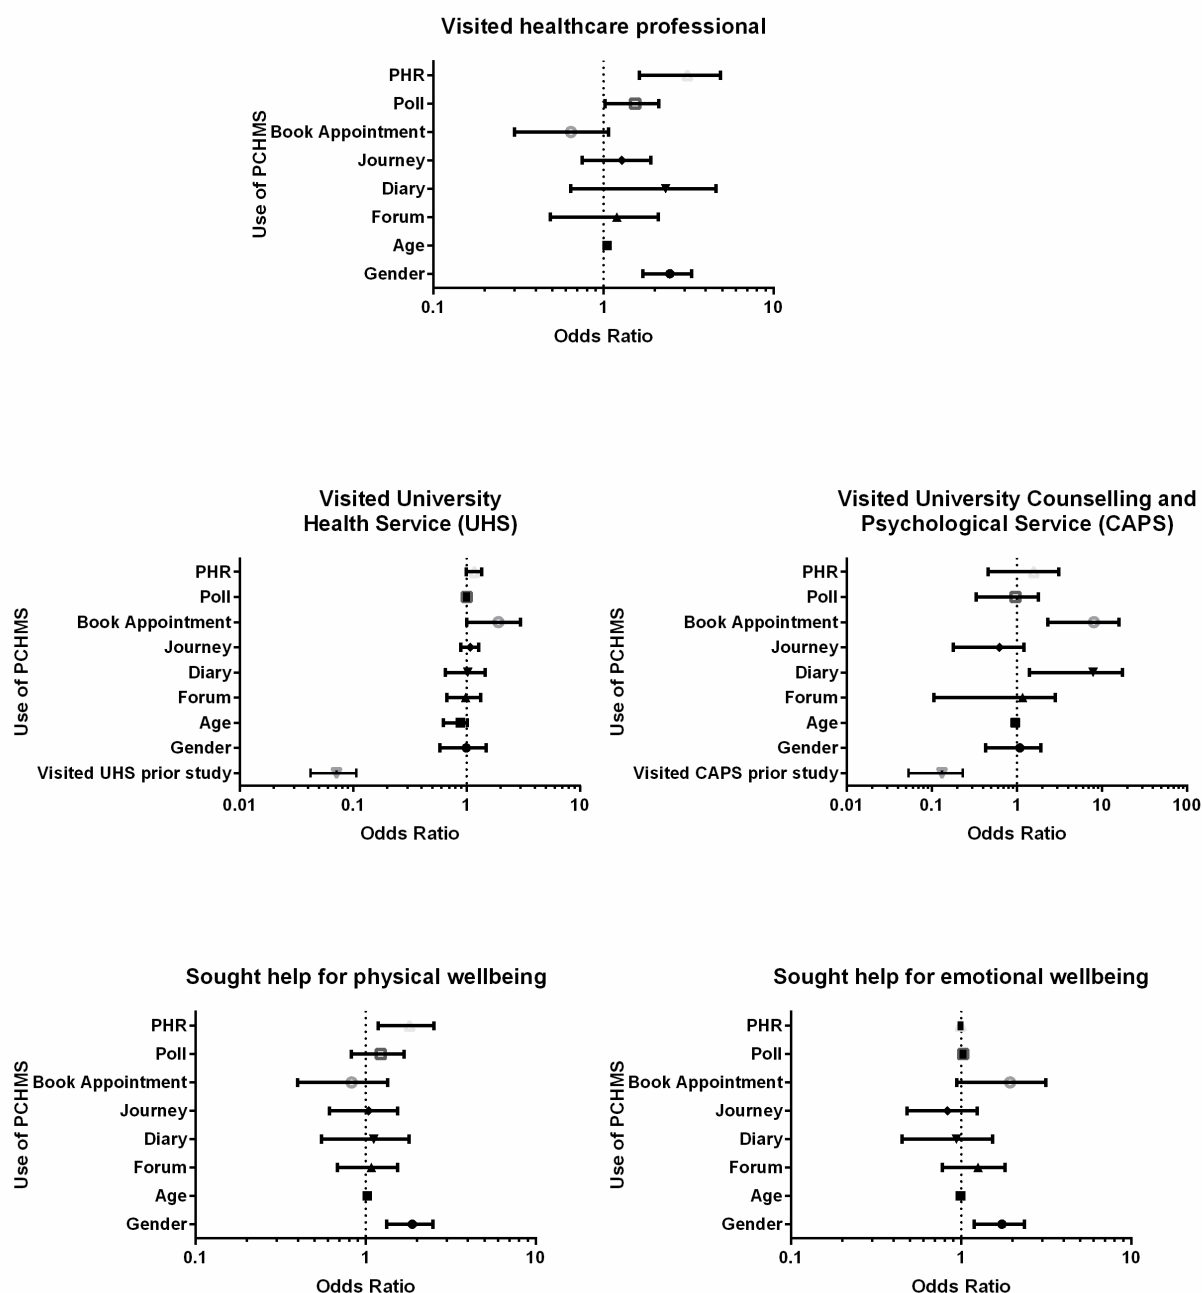 Visited healthcare professional
Use of PCHMS
PHR
Poll
Book Appointment
Journey
Diary
Forum
Age
Gender
0.1 1 10
Odds Ratio
Visited University
Health Service (UHS)
Use of PCHMS
PHR
Poll
Book Appointment
Journey
Diary
Forum
Age
Gender
Visited UHS prior study
0.01 0.1 1 10
Odds Ratio
Visited University Counselling and
Psychological Service (CAPS)
Use of PCHMS
PHR
Poll
Book Appointment
Journey
Diary
Forum
Age
Gender
Visited CAPS prior study
0.01 0.1 1 10 100
Odds Ratio
Sought help for physical wellbeing
Use of PCHMS
PHR
Poll
Book Appointment
Journey
Diary
Forum
Age
Gender
0.1 1 10
Odds Ratio
Sought help for emotional wellbeing
Use of PCHMS
PHR
Poll
Book Appointment
Journey
Diary
Forum
Age
Gender
0.1 1 10
Odds Ratio